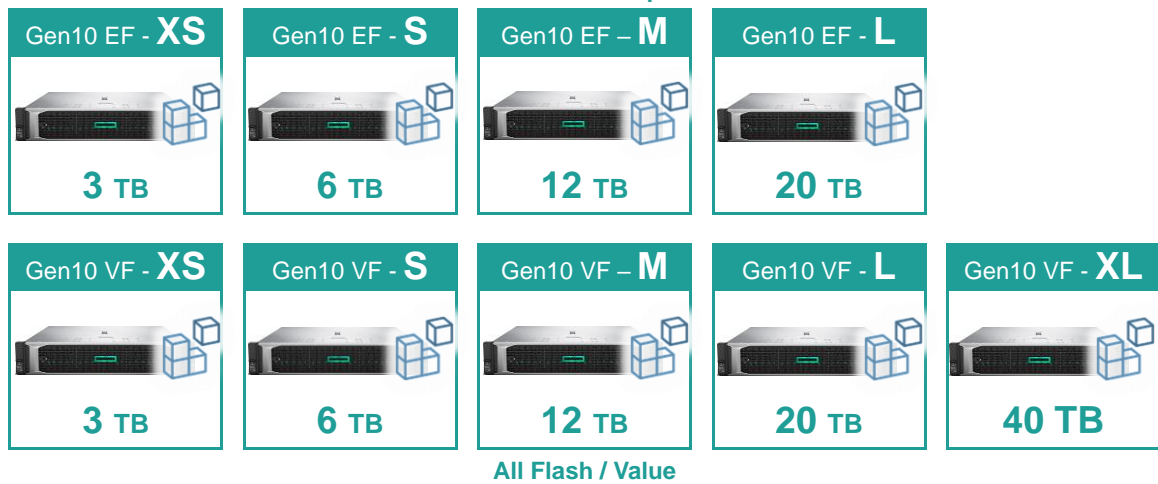 Gen10 EF - XS
Gen10 EF - S
Gen10 EF – M
Gen10 EF - L
3 TB
6 TB
12 TB
20 TB
Gen10 VF - XS
Gen10 VF - S
Gen10 VF – M
Gen10 VF - L
Gen10 VF - XL
3 TB
6 TB
12 TB
20 TB
40 TB
All Flash / Value